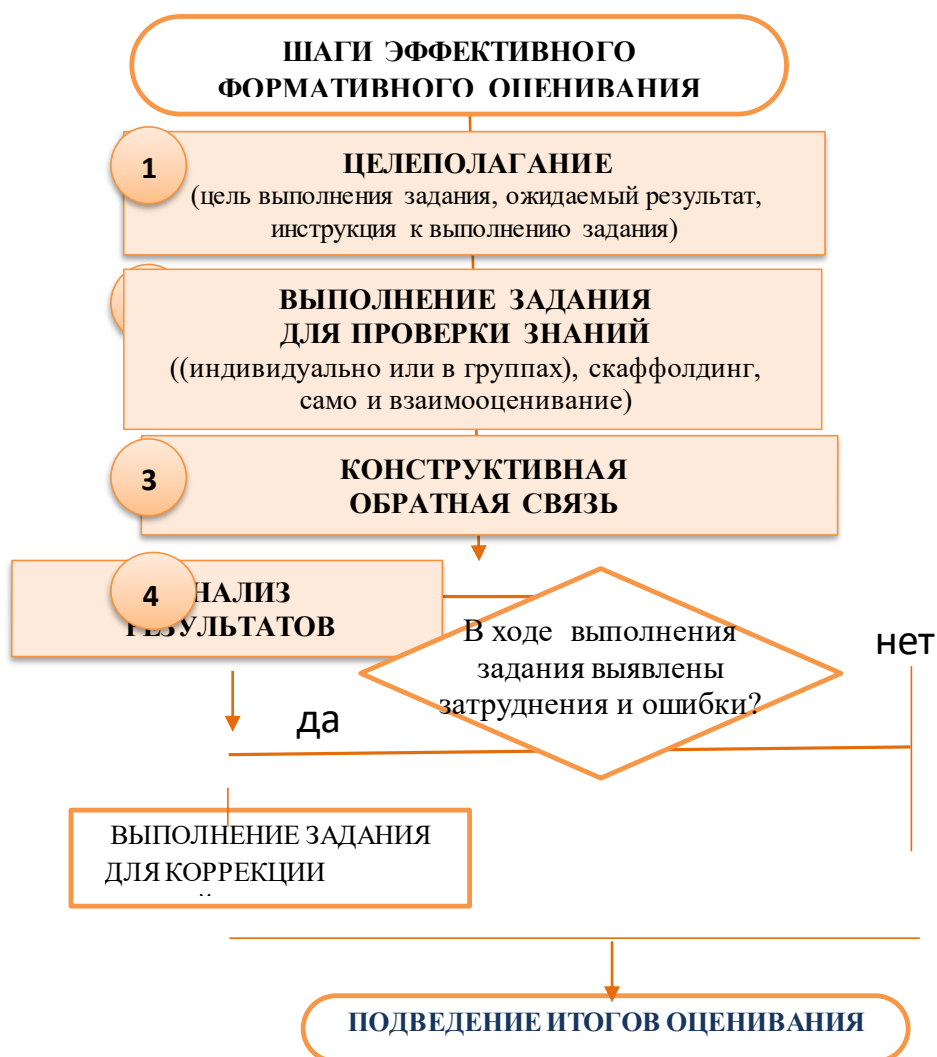 ШАГИ ЭФФЕКТИВНОГО
ФОРМАТИВНОГО ОЦЕНИВАНИЯ
1
ЦЕЛЕПОЛАГАНИЕ
(цель выполнения задания, ожидаемый результат,
инструкция к выполнению задания)
ВЫПОЛНЕНИЕ ЗАДАНИЯ
ДЛЯ ПРОВЕРКИ ЗНАНИЙ
((индивидуально или в группах), скаффолдинг,
само и взаимооценивание)
3
КОНСТРУКТИВНАЯ
ОБРАТНАЯ СВЯЗЬ
4
АНАЛИЗ
РЕЗУЛЬТАТОВ
В ходе выполнения
задания выявлены
затруднения и ошибки?
нет
да
ВЫПОЛНЕНИЕ ЗАДАНИЯ
ДЛЯ КОРРЕКЦИИ
ПОДВЕДЕНИЕ ИТОГОВ ОЦЕНИВАНИЯ